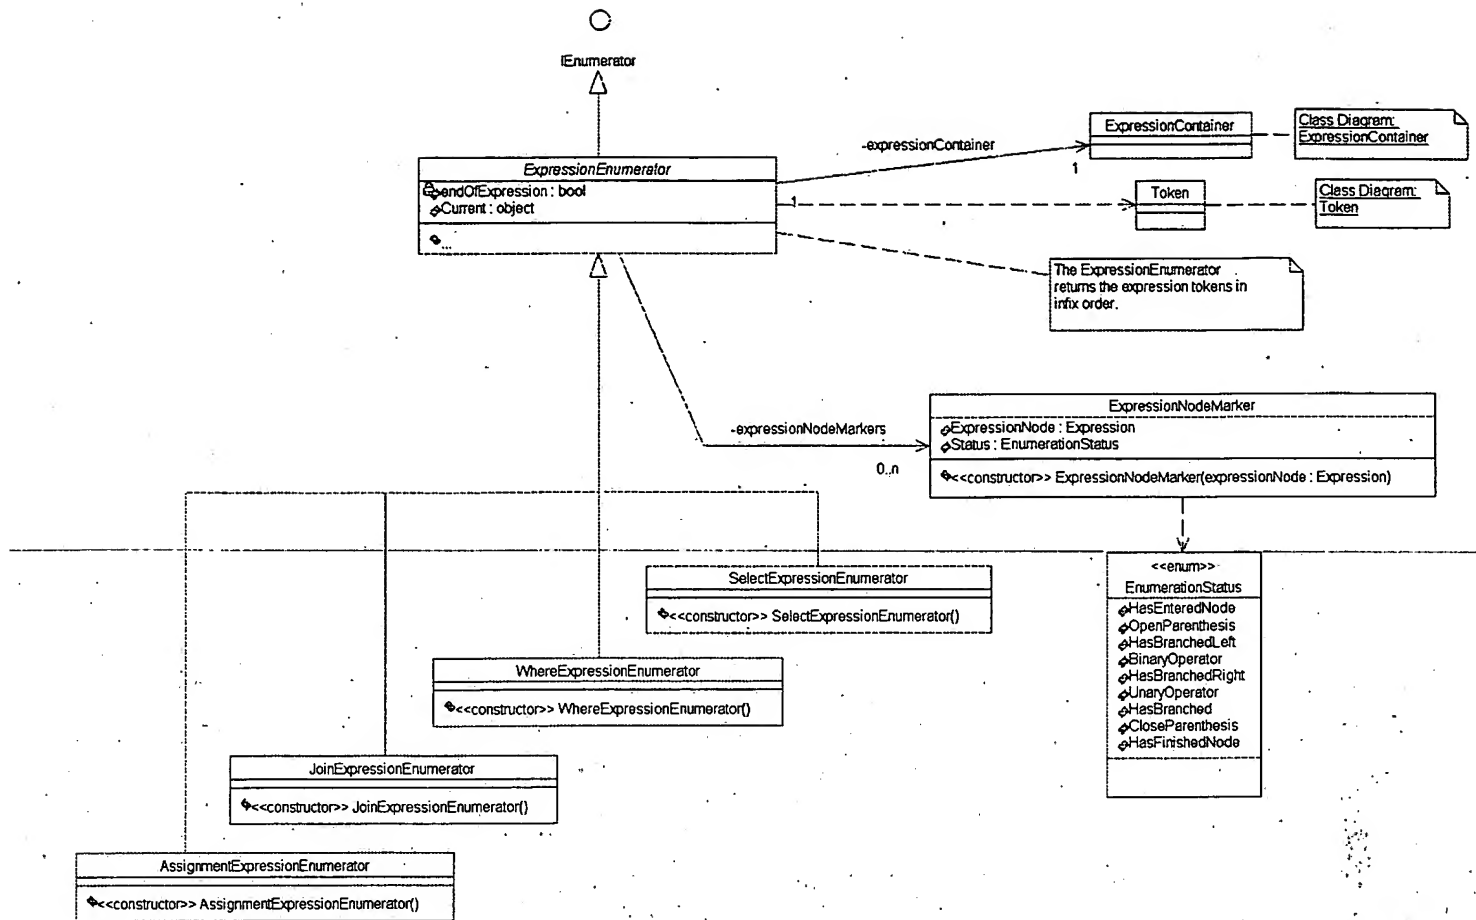 IEnumerator
ExpressionEnumerator
endOfExpression : bool
Current : object
...
-expressionContainer
1
1
ExpressionContainer
Class Diagram:
ExpressionContainer
Token
Class Diagram:
Token
The ExpressionEnumerator
returns the expression tokens in
infix order.
-expressionNodeMarkers
0..n
ExpressionNodeMarker
ExpressionNode : Expression
Status : EnumerationStatus
<<constructor>> ExpressionNodeMarker(expressionNode : Expression)
<<enum>>
EnumerationStatus
HasEnteredNode
OpenParenthesis
HasBranchedLeft
BinaryOperator
HasBranchedRight
UnaryOperator
HasBranched
CloseParenthesis
HasFinishedNode
SelectExpressionEnumerator
<<constructor>> SelectExpressionEnumerator()
WhereExpressionEnumerator
<<constructor>> WhereExpressionEnumerator()
JoinExpressionEnumerator
<<constructor>> JoinExpressionEnumerator()
AssignmentExpressionEnumerator
<<constructor>> AssignmentExpressionEnumerator()